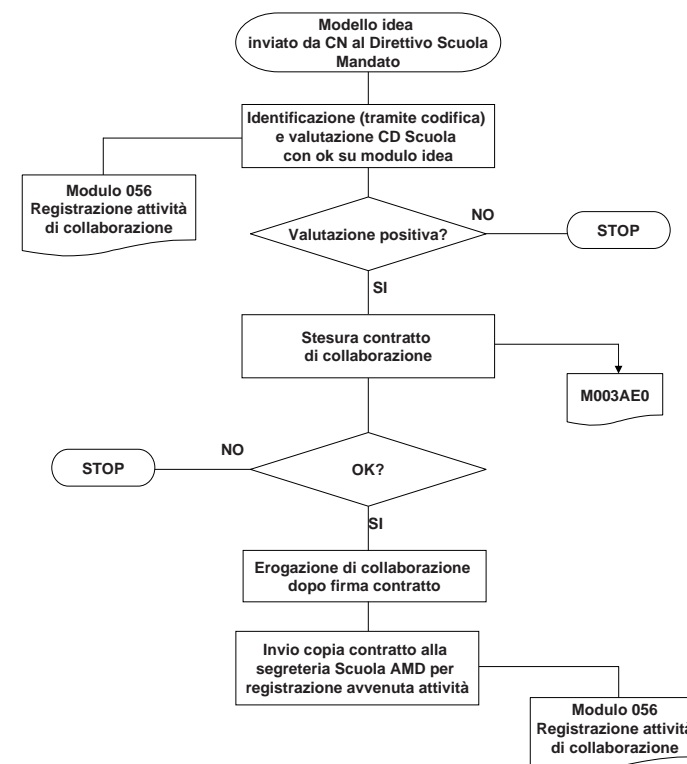 Modello idea
inviato da CN al Direttivo Scuola
Mandato
Identificazione (tramite codifica)
e valutazione CD Scuola
con ok su modulo idea
Modulo 056
Registrazione attività
di collaborazione
Valutazione positiva?
NO
STOP
SI
Stesura contratto
di collaborazione
M003AE0
NO
STOP
OK?
SI
Erogazione di collaborazione
dopo firma contratto
Invio copia contratto alla
segreteria Scuola AMD per
registrazione avvenuta attività
Modulo 056
Registrazione attività
di collaborazione